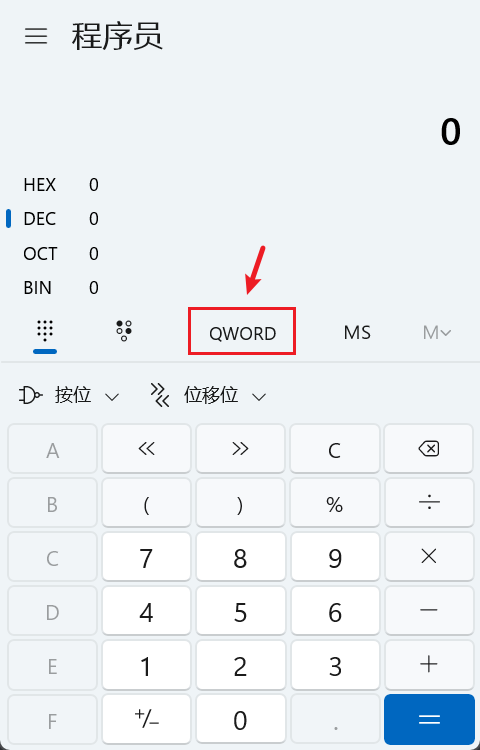 程序员
0
HEX 0
DEC 0
OCT 0
BIN 0
QWORD MS M
按位 位移位
A << >> C
B ( ) % ÷
C 7 8 9 ×
D 4 5 6 −
E 1 2 3 +
F +/− 0 . =